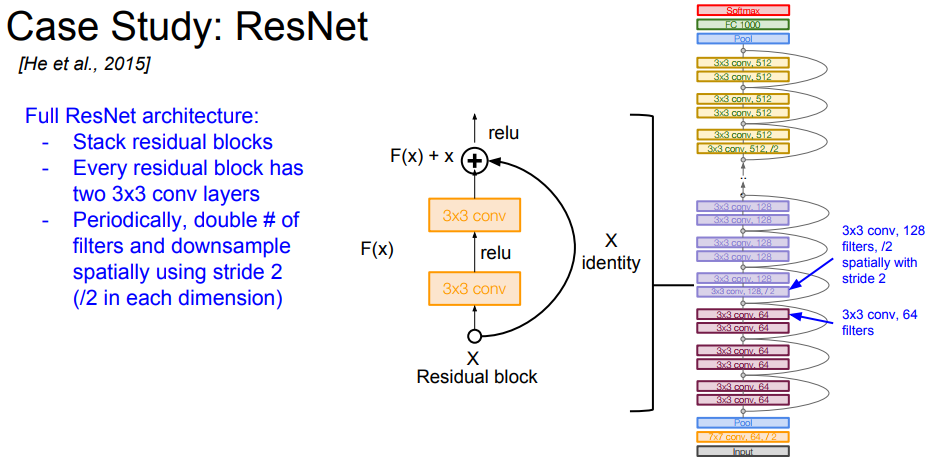 Case Study: ResNet
[He et al., 2015]
Full ResNet architecture:
- Stack residual blocks
- Every residual block has
two 3x3 conv layers
- Periodically, double # of
filters and downsample
spatially using stride 2
(/2 in each dimension)
relu
F(x) + x
3x3 conv
F(x)
relu
3x3 conv
X
identity
X
Residual block
Softmax
FC 1000
Pool
3x3 conv, 512
3x3 conv, 512
3x3 conv, 512
3x3 conv, 512
3x3 conv, 512
3x3 conv, 512, /2
..
3x3 conv, 128
3x3 conv, 128
3x3 conv, 128
3x3 conv, 128
3x3 conv, 128
3x3 conv, 128, / 2
3x3 conv, 64
3x3 conv, 64
3x3 conv, 64
3x3 conv, 64
3x3 conv, 64
3x3 conv, 64
Pool
7x7 conv, 64, / 2
Input
3x3 conv, 128
filters, /2
spatially with
stride 2
3x3 conv, 64
filters